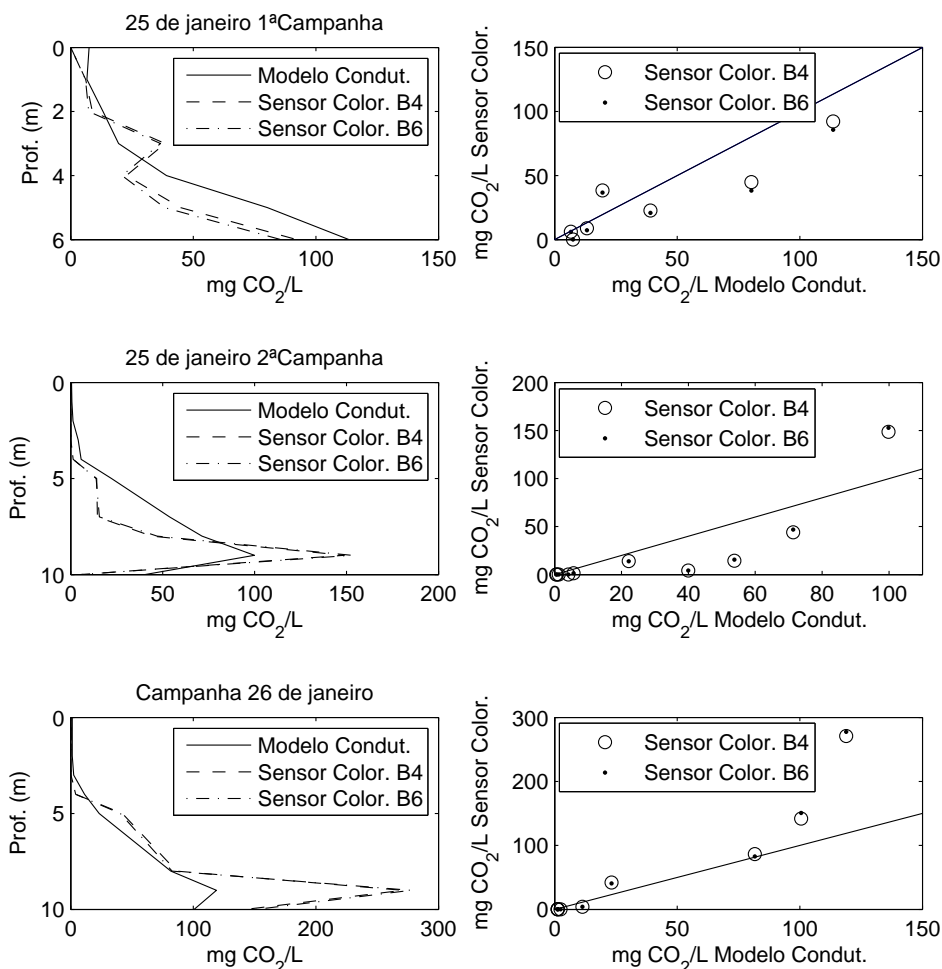 25 de janeiro 1ªCampanha
0
2
4
6
Prof. (m)
0
50
100
150
mg CO2/L
Modelo Condut.
Sensor Color. B4
Sensor Color. B6
150
100
50
0
mg CO2/L Sensor Color.
0
50
100
150
mg CO2/L Modelo Condut.
Sensor Color. B4
Sensor Color. B6
25 de janeiro 2ªCampanha
0
5
10
Prof. (m)
0
50
100
150
200
mg CO2/L
Modelo Condut.
Sensor Color. B4
Sensor Color. B6
200
150
100
50
0
mg CO2/L Sensor Color.
0
20
40
60
80
100
mg CO2/L Modelo Condut.
Sensor Color. B4
Sensor Color. B6
Campanha 26 de janeiro
0
5
10
Prof. (m)
0
100
200
300
mg CO2/L
Modelo Condut.
Sensor Color. B4
Sensor Color. B6
300
200
100
0
mg CO2/L Sensor Color.
0
50
100
150
mg CO2/L Modelo Condut.
Sensor Color. B4
Sensor Color. B6